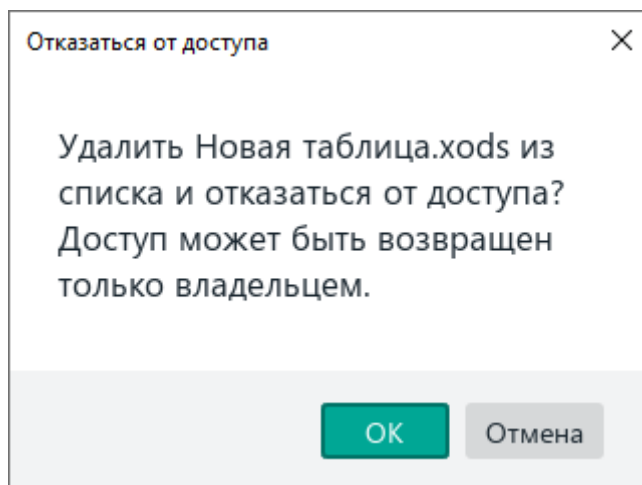 Отказаться от доступа
Удалить Новая таблица.xods из
списка и отказаться от доступа?
Доступ может быть возвращен
только владельцем.
OK
Отмена